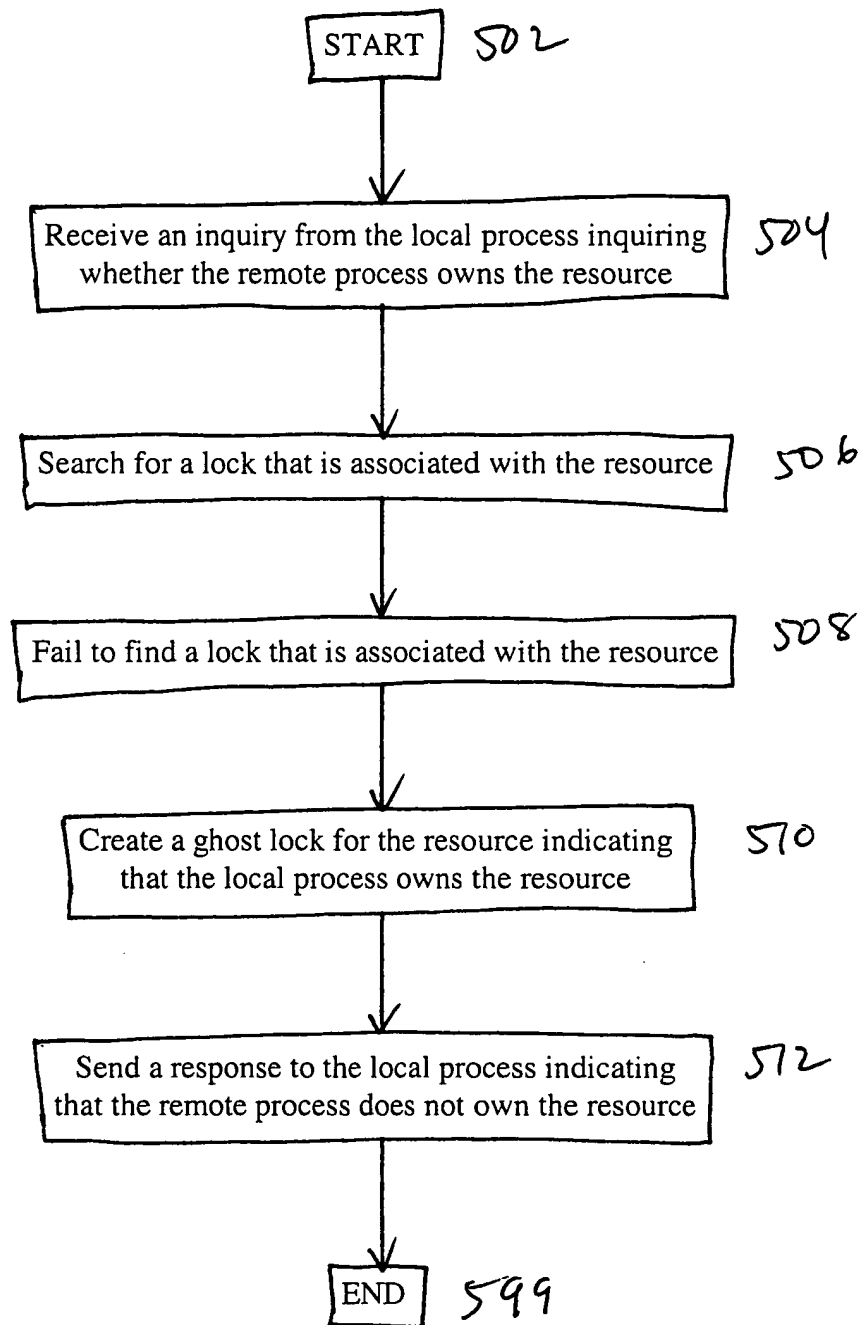 START 502
Receive an inquiry from the local process inquiring 504
whether the remote process owns the resource
Search for a lock that is associated with the resource 506
Fail to find a lock that is associated with the resource 508
Create a ghost lock for the resource indicating 510
that the local process owns the resource
Send a response to the local process indicating 512
that the remote process does not own the resource
END 599